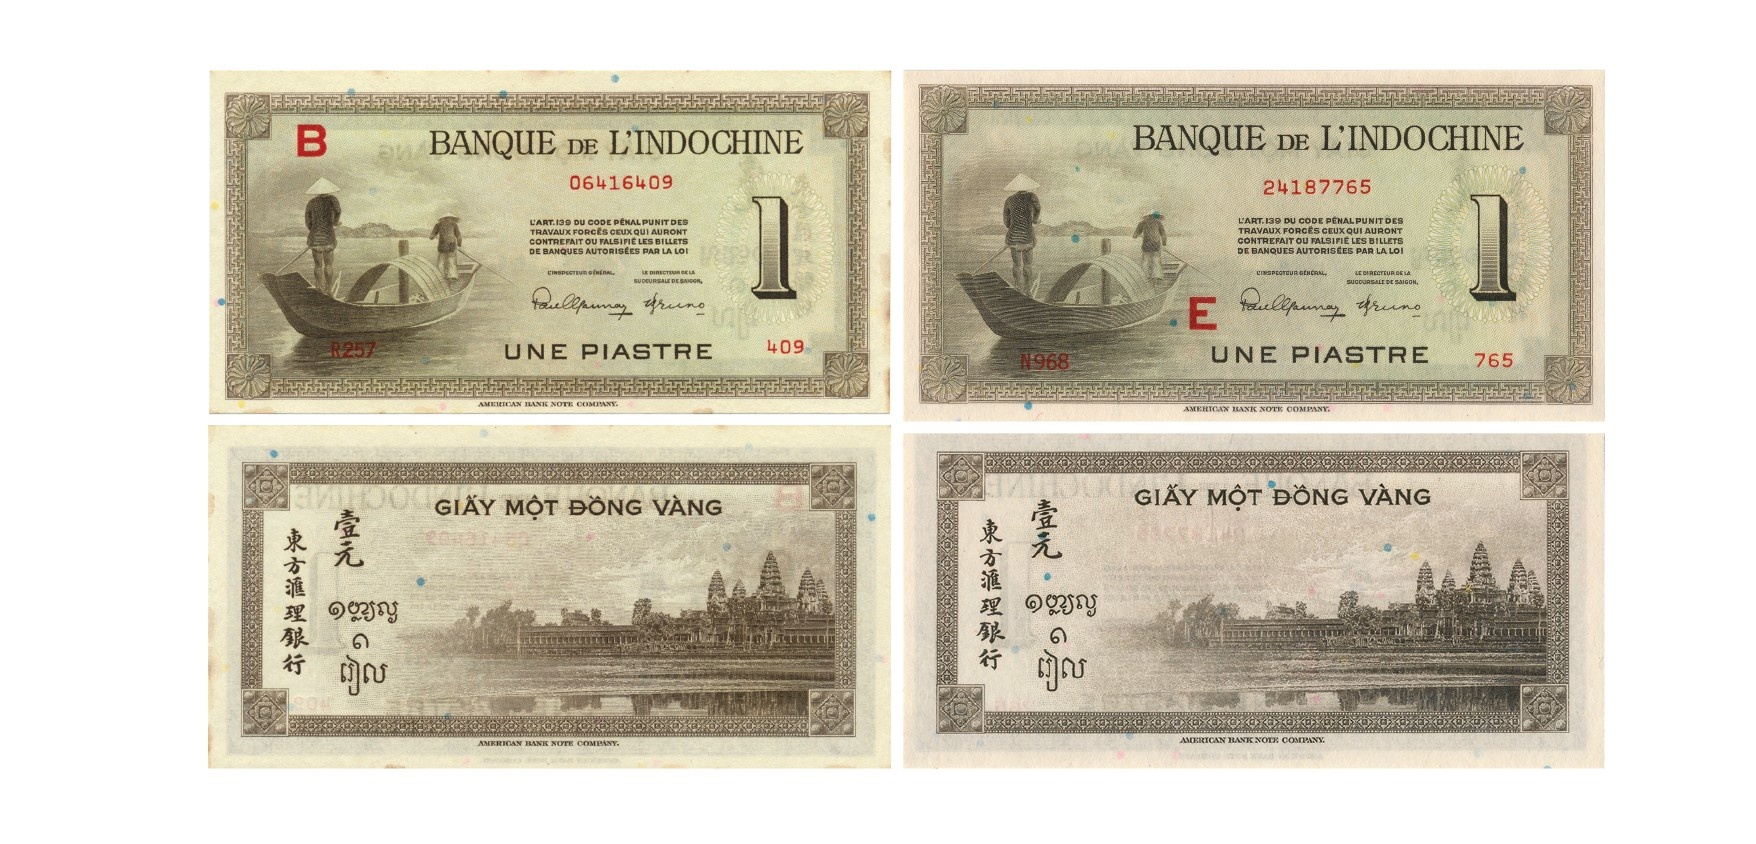 B
BANQUE DE L'INDOCHINE
06416409
L'ART.139 DU CODE PÉNAL PUNIT DES
TRAVAUX FORCÉS CEUX QUI AURONT
CONTREFAIT OU FALSIFIÉ LES BILLETS
DE BANQUES AUTORISÉES PAR LA LOI
1
L'INSPECTEUR GÉNÉRAL,
LE DIRECTEUR DE LA
SUCCURSALE DE SAIGON,
R257
UNE PIASTRE
409
AMERICAN BANK NOTE COMPANY.
BANQUE DE L'INDOCHINE
24187765
L'ART.139 DU CODE PÉNAL PUNIT DES
TRAVAUX FORCÉS CEUX QUI AURONT
CONTREFAIT OU FALSIFIÉ LES BILLETS
DE BANQUES AUTORISÉES PAR LA LOI
1
L'INSPECTEUR GÉNÉRAL,
LE DIRECTEUR DE LA
SUCCURSALE DE SAIGON,
E
N968
UNE PIASTRE
765
AMERICAN BANK NOTE COMPANY.
GIẤY MỘT ĐỒNG VÀNG
壹元
東方滙理銀行
១
រៀល
AMERICAN BANK NOTE COMPANY.
GIẤY MỘT ĐỒNG VÀNG
壹元
東方滙理銀行
១
រៀល
AMERICAN BANK NOTE COMPANY.